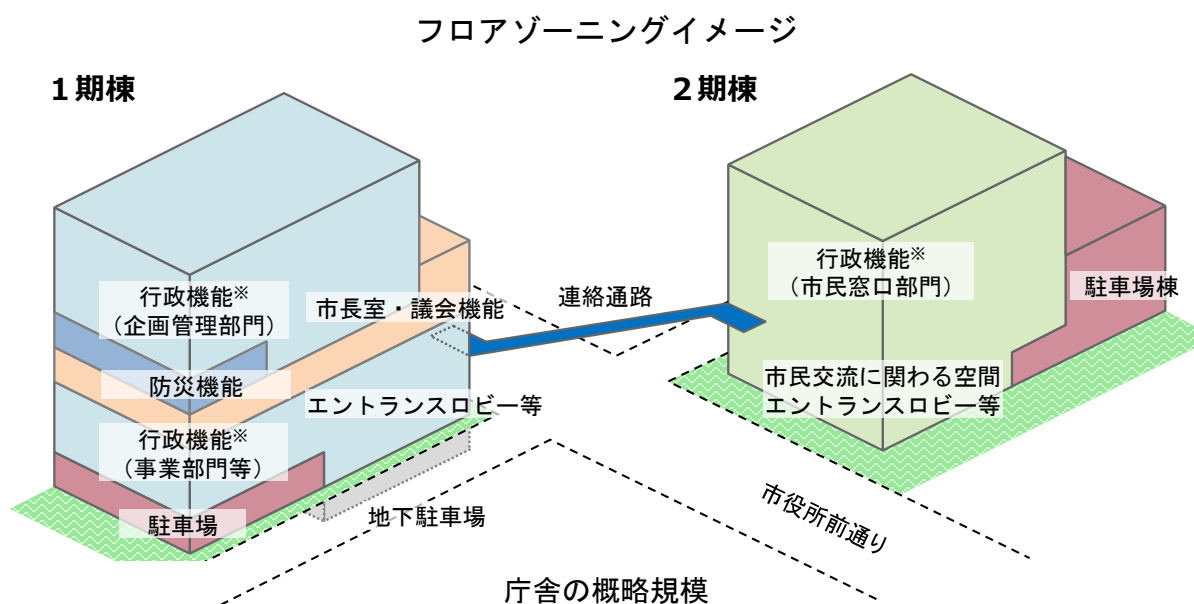 フロアゾーニングイメージ
１期棟
２期棟
行政機能※
（企画管理部門）
市長室・議会機能
防災機能
エントランスロビー等
行政機能※
（事業部門等）
駐車場
地下駐車場
連絡通路
行政機能※
（市民窓口部門）
駐車場棟
市民交流に関わる空間
エントランスロビー等
市役所前通り
庁舎の概略規模